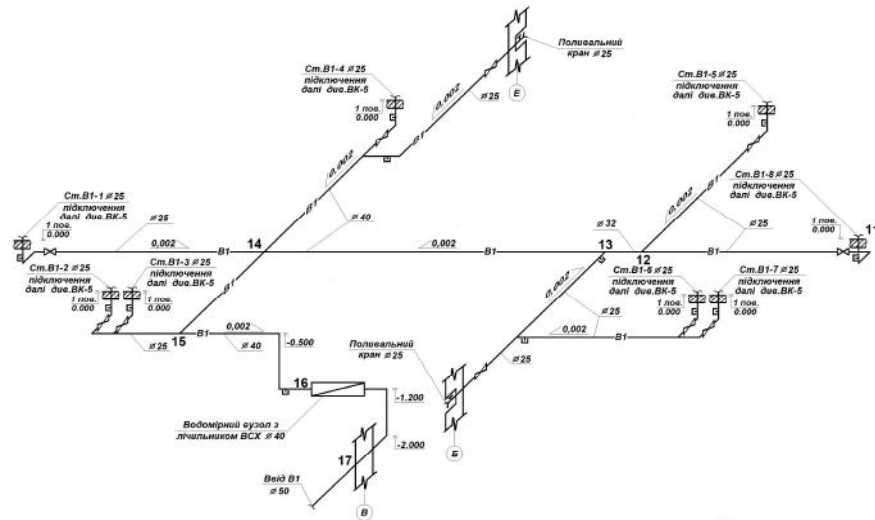 Поливальний
кран ⌀25
Е
Ст.В1-4 ⌀25
підключення
далі див.ВК-5
1 пов.
0.000
0,002
В1
⌀25
Ст.В1-5 ⌀25
підключення
далі див.ВК-5
1 пов.
0.000
0,002
В1
⌀40
0,002
В1
⌀25
Ст.В1-8 ⌀25
підключення
далі див.ВК-5
1 пов.
0.000
11
Ст.В1-1 ⌀25
підключення
далі див.ВК-5
1 пов.
0.000
⌀25
0,002
В1
14
⌀40
0,002
В1
⌀32
13
12
В1
Ст.В1-2 ⌀25
підключення
далі див.ВК-5
1 пов.
0.000
Ст.В1-3 ⌀25
підключення
далі див.ВК-5
1 пов.
0.000
В1
0,002
⌀25
Ст.В1-6 ⌀25
підключення
далі див.ВК-5
1 пов.
0.000
Ст.В1-7 ⌀25
підключення
далі див.ВК-5
1 пов.
0.000
0,002
В1
⌀25
⌀25
15
В1
0,002
⌀40
-0.500
Поливальний
кран ⌀25
Б
16
-1.200
Водомірний вузол з
лічильником ВСХ ⌀40
-2.000
17
Ввід В1
⌀50
В